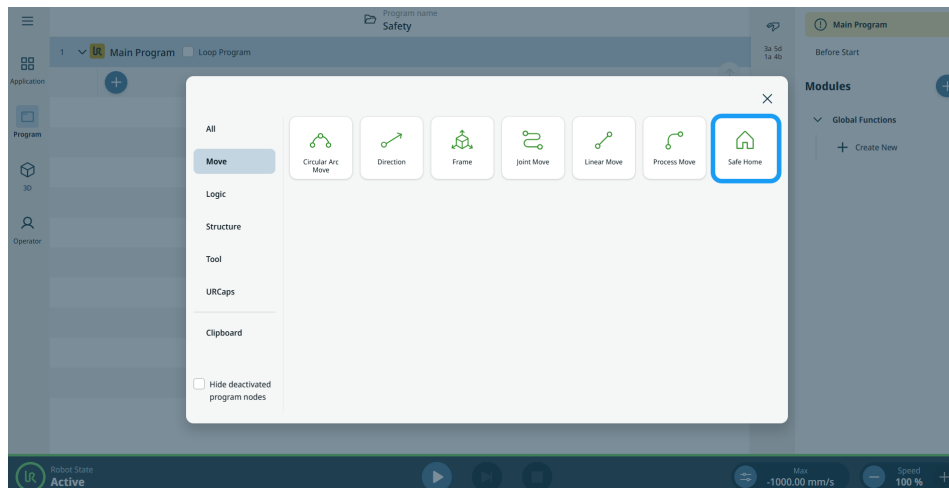 Program name
Safety
1 Main Program Loop Program
3a 5d
1a 4b
Main Program
Before Start
Modules
Global Functions
Create New
Application
Program
3D
Operator
All
Move
Logic
Structure
Tool
URCaps
Clipboard
Hide deactivated
program nodes
Circular Arc
Move
Direction
Frame
Joint Move
Linear Move
Process Move
Safe Home
UR
Robot State
Active
Max
-1000.00 mm/s
Speed
100 %